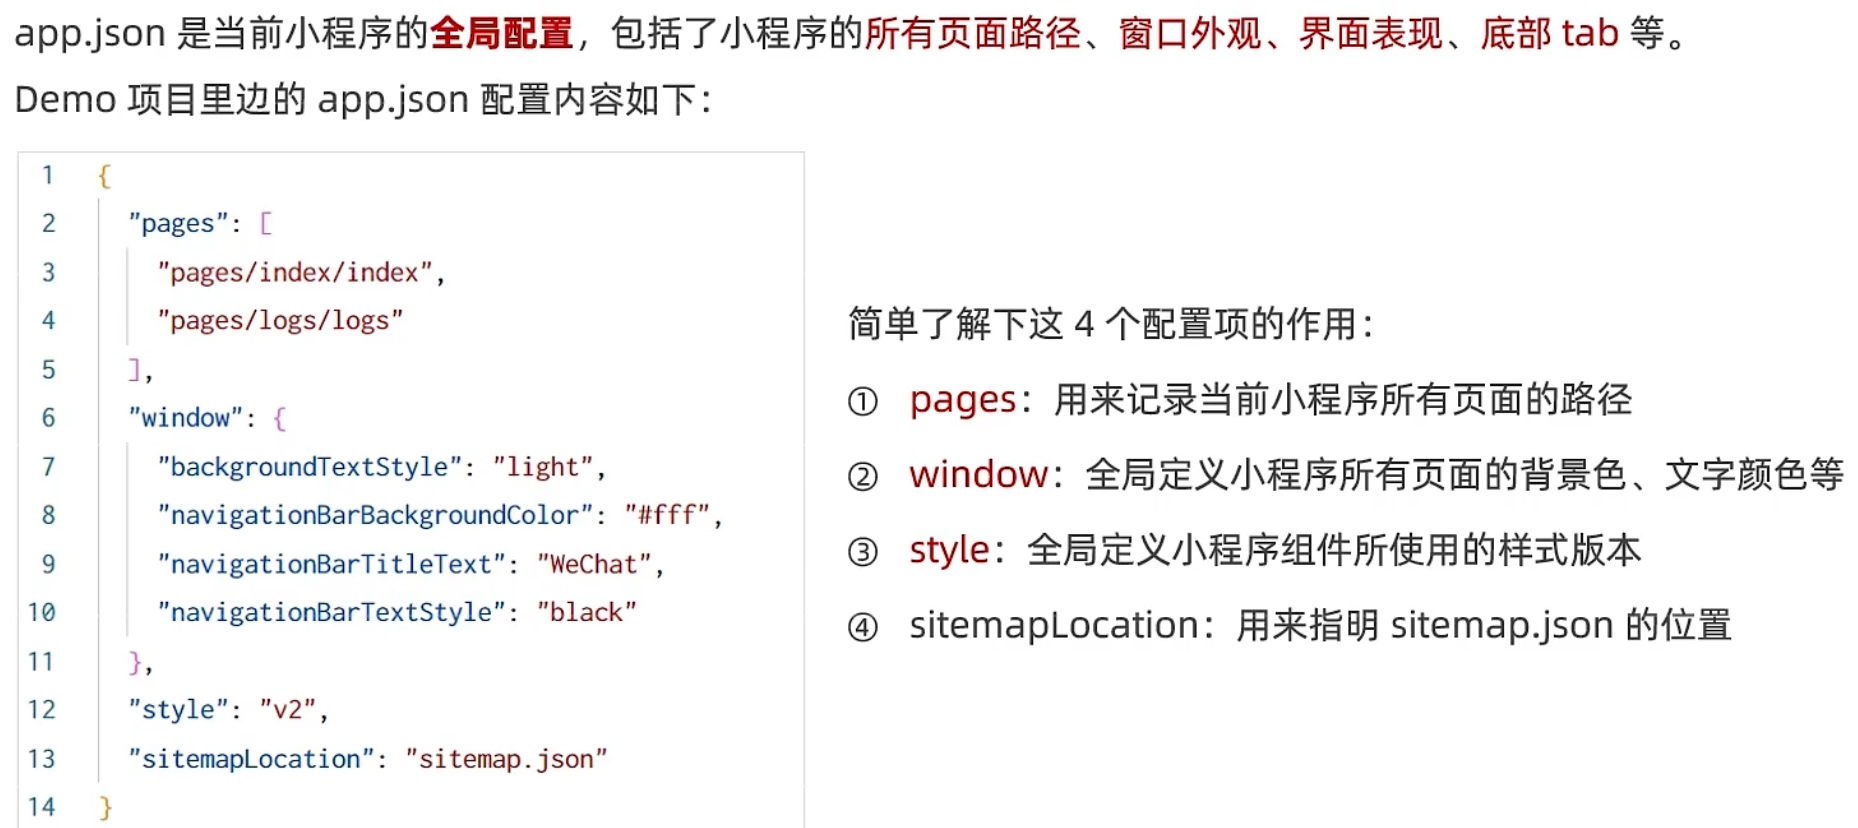 app.json 是当前小程序的全局配置，包括了小程序的所有页面路径、窗口外观、界面表现、底部 tab 等。
Demo 项目里边的 app.json 配置内容如下：
1 {
2 "pages": [
3 "pages/index/index",
4 "pages/logs/logs"
5 ],
6 "window": {
7 "backgroundTextStyle": "light",
8 "navigationBarBackgroundColor": "#fff",
9 "navigationBarTitleText": "WeChat",
10 "navigationBarTextStyle": "black"
11 },
12 "style": "v2",
13 "sitemapLocation": "sitemap.json"
14 }
简单了解下这 4 个配置项的作用：
① pages：用来记录当前小程序所有页面的路径
② window：全局定义小程序所有页面的背景色、文字颜色等
③ style：全局定义小程序组件所使用的样式版本
④ sitemapLocation：用来指明 sitemap.json 的位置